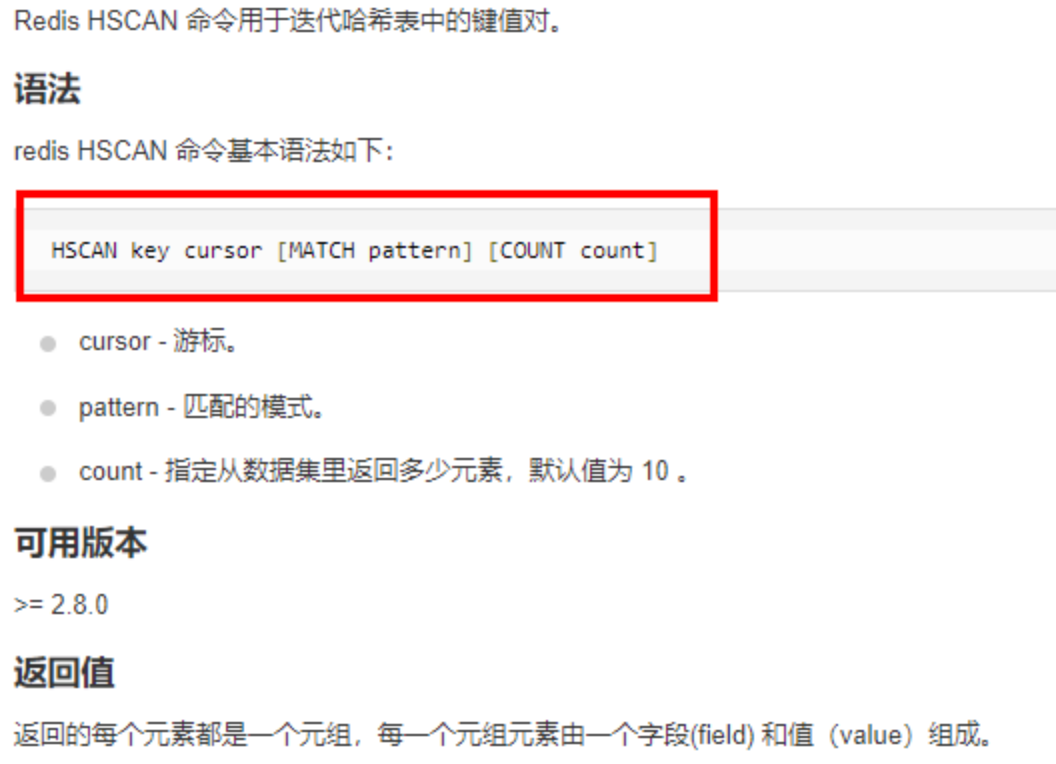 Redis HSCAN 命令用于迭代哈希表中的键值对。
语法
redis HSCAN 命令基本语法如下：
HSCAN key cursor [MATCH pattern] [COUNT count]
cursor - 游标。
pattern - 匹配的模式。
count - 指定从数据集里返回多少元素，默认值为 10 。
可用版本
>= 2.8.0
返回值
返回的每个元素都是一个元组，每一个元组元素由一个字段(field) 和值（value）组成。